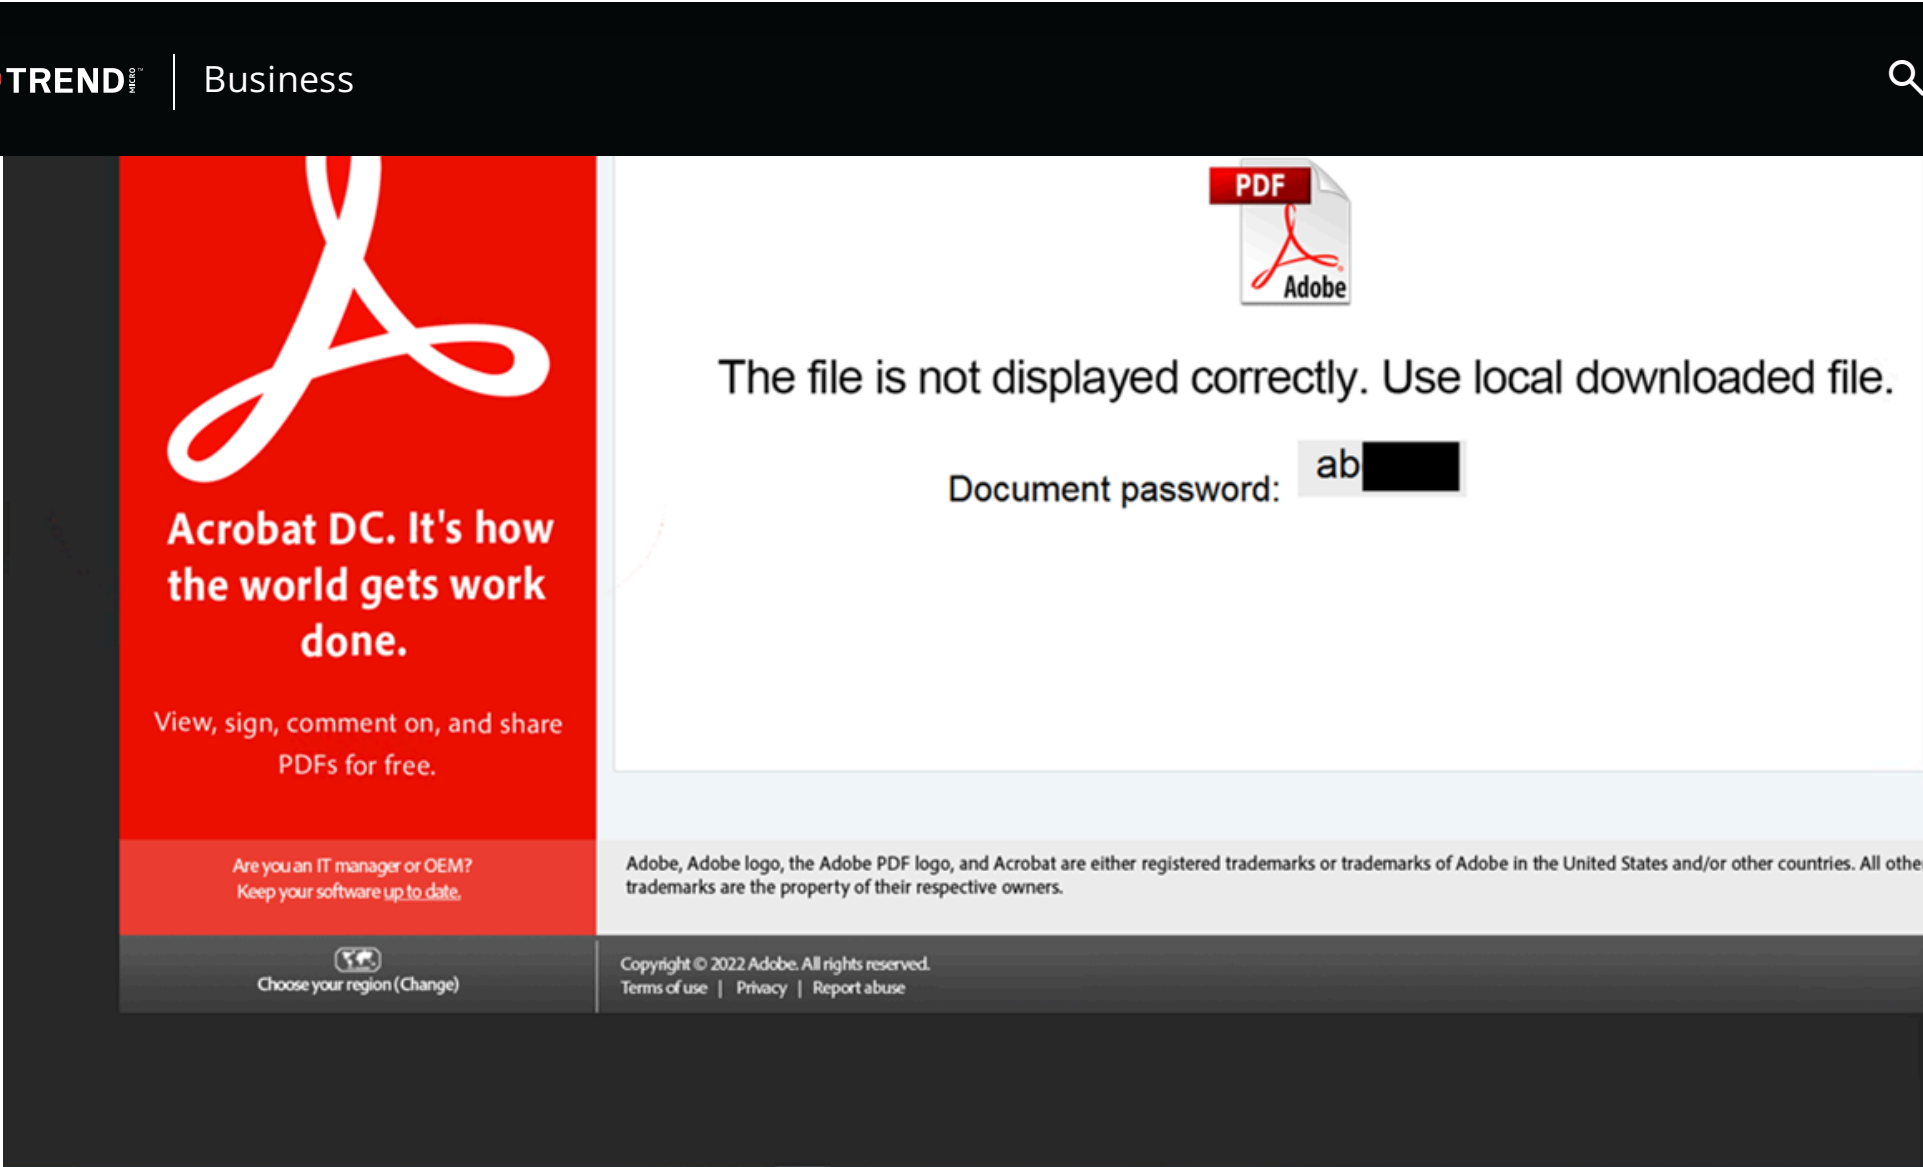 TREND MICRO™ Business
PDF
Adobe
The file is not displayed correctly. Use local downloaded file.
Document password: ab
Acrobat DC. It's how
the world gets work
done.
View, sign, comment on, and share
PDFs for free.
Are you an IT manager or OEM?
Keep your software up to date.
Adobe, Adobe logo, the Adobe PDF logo, and Acrobat are either registered trademarks or trademarks of Adobe in the United States and/or other countries. All othe
trademarks are the property of their respective owners.
Choose your region (Change)
Copyright © 2022 Adobe. All rights reserved.
Terms of use | Privacy | Report abuse